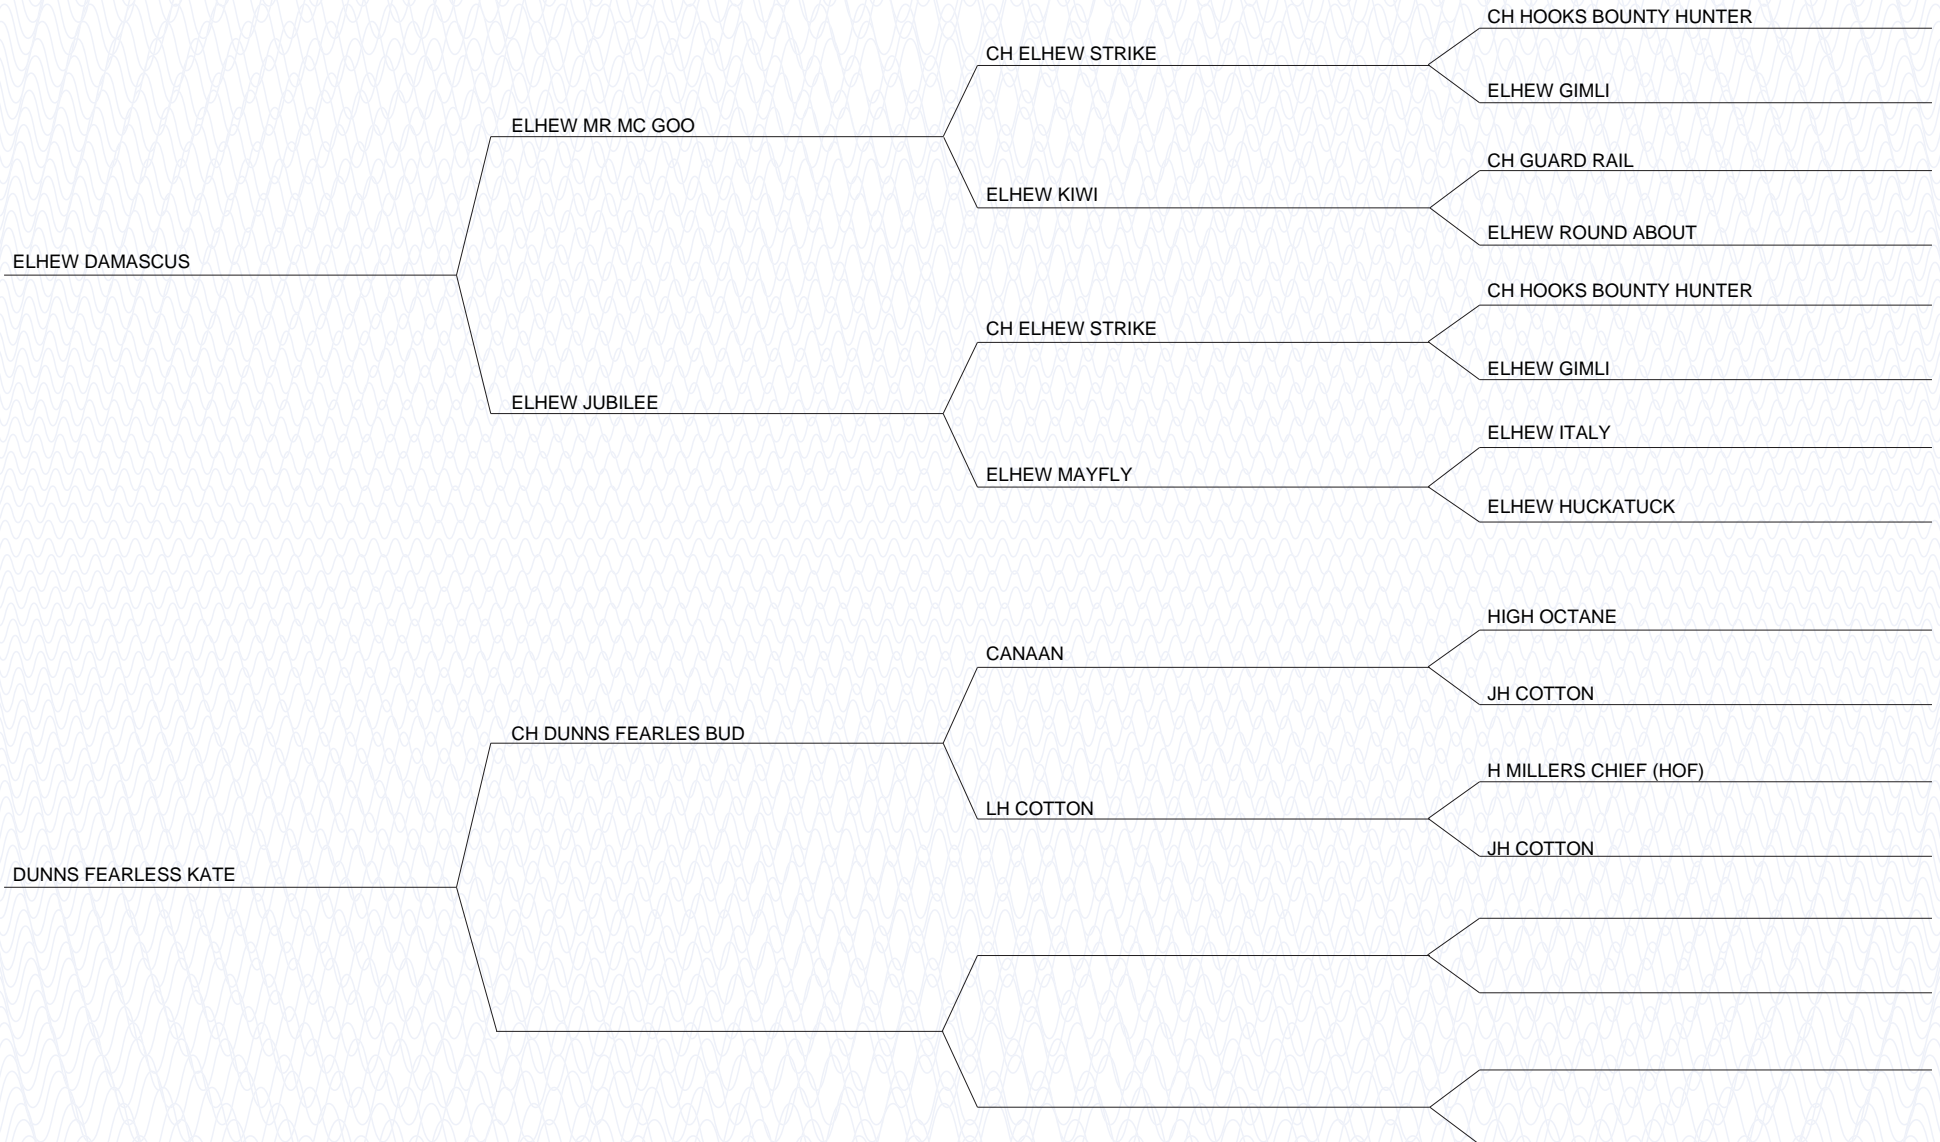 CH HOOKS BOUNTY HUNTER
CH ELHEW STRIKE
ELHEW GIMLI
ELHEW MR MC GOO
CH GUARD RAIL
ELHEW KIWI
ELHEW ROUND ABOUT
ELHEW DAMASCUS
CH HOOKS BOUNTY HUNTER
CH ELHEW STRIKE
ELHEW GIMLI
ELHEW JUBILEE
ELHEW ITALY
ELHEW MAYFLY
ELHEW HUCKATUCK
HIGH OCTANE
CANAAN
JH COTTON
CH DUNNS FEARLES BUD
H MILLERS CHIEF (HOF)
LH COTTON
JH COTTON
DUNNS FEARLESS KATE